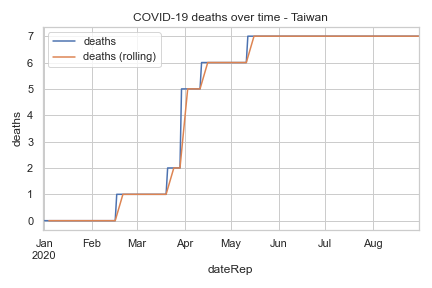 COVID-19 deaths over time - Taiwan
deaths
deaths (rolling)
7
6
5
4
3
2
1
0
deaths
Jan Feb Mar Apr May Jun Jul Aug
2020
dateRep